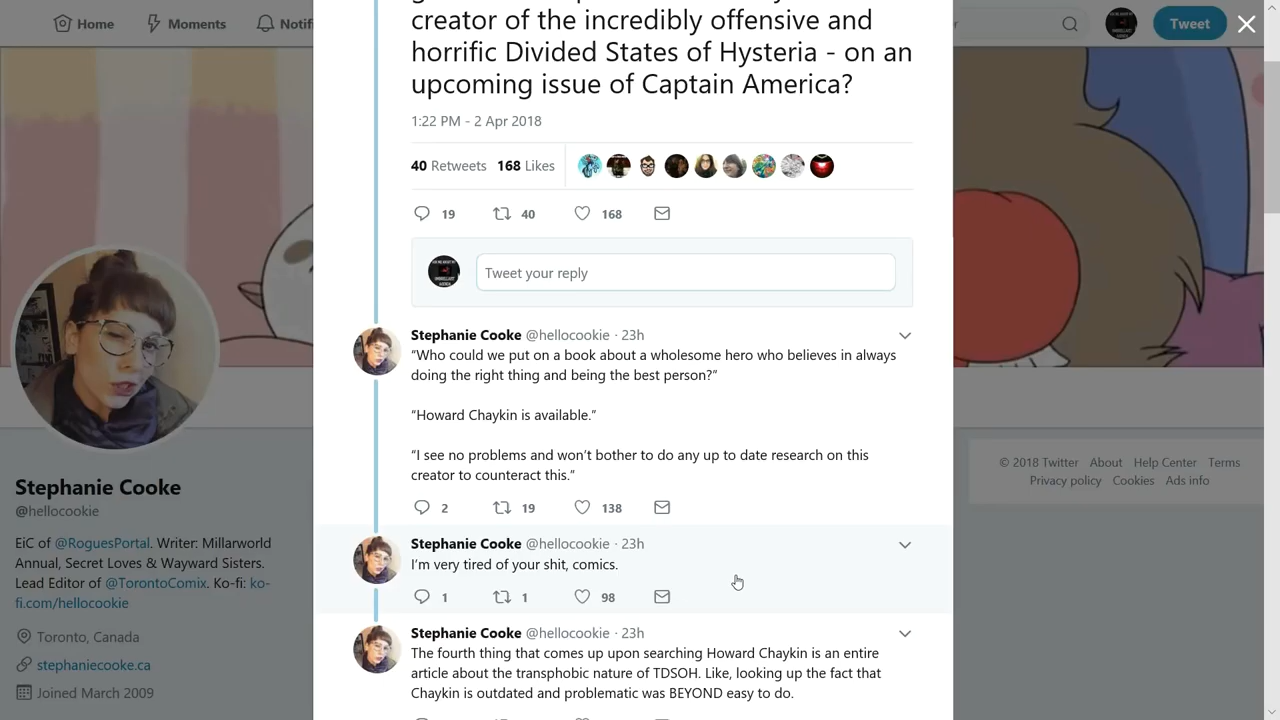 Home
Moments
Tweet
creator of the incredibly offensive and
horrific Divided States of Hysteria - on an
upcoming issue of Captain America?
1:22 PM - 2 Apr 2018
40 Retweets 168 Likes
19 40 168
Tweet your reply
Stephanie Cooke @hellocookie · 23h
“Who could we put on a book about a wholesome hero who believes in always
doing the right thing and being the best person?”
“Howard Chaykin is available.”
“I see no problems and won’t bother to do any up to date research on this
creator to counteract this.”
2 19 138
Stephanie Cooke @hellocookie · 23h
I’m very tired of your shit, comics.
1 1 98
Stephanie Cooke @hellocookie · 23h
The fourth thing that comes up upon searching Howard Chaykin is an entire
article about the transphobic nature of TDSOH. Like, looking up the fact that
Chaykin is outdated and problematic was BEYOND easy to do.
Stephanie Cooke
@hellocookie
EiC of @RoguesPortal. Writer: Millarworld
Annual, Secret Loves & Wayward Sisters.
Lead Editor of @TorontoComix. Ko-fi: ko-
fi.com/hellocookie
Toronto, Canada
stephaniecooke.ca
Joined March 2009
© 2018 Twitter About Help Center Terms
Privacy policy Cookies Ads info